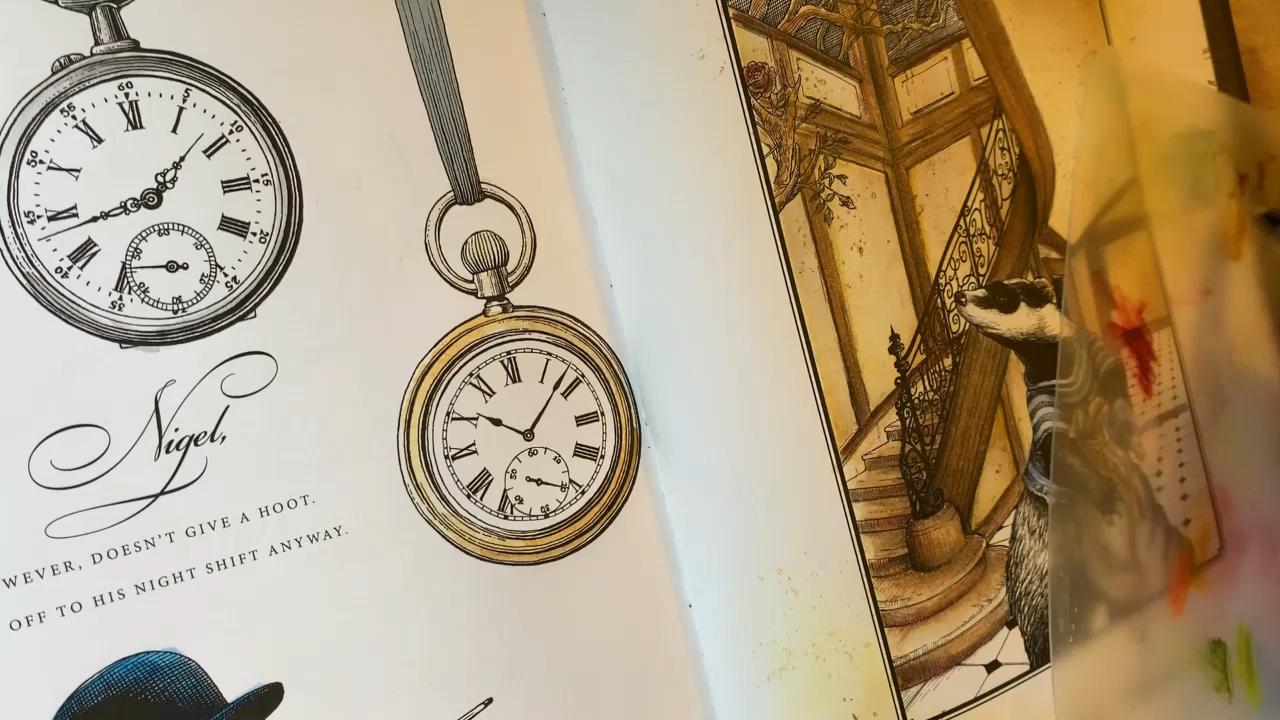 Nigel,
WEVER, DOESN'T GIVE A HOOT.
OFF TO HIS NIGHT SHIFT ANYWAY.